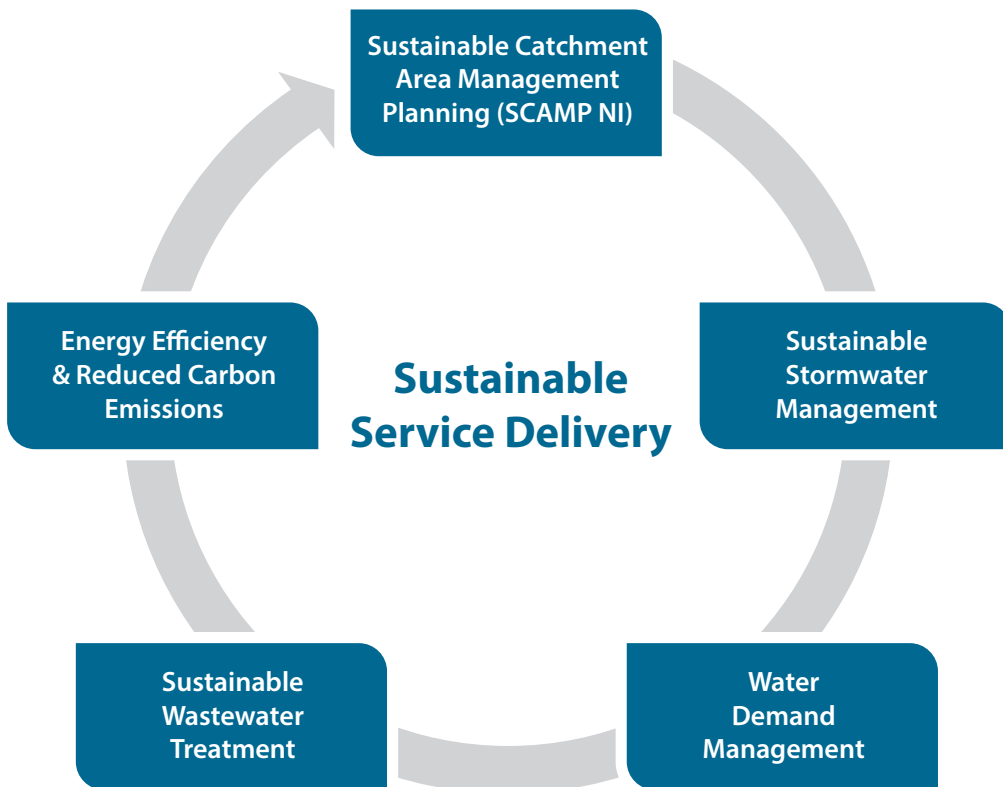 Sustainable Catchment
Area Management
Planning (SCAMP NI)
Energy Efficiency
& Reduced Carbon
Emissions
Sustainable
Service Delivery
Sustainable
Stormwater
Management
Sustainable
Wastewater
Treatment
Water
Demand
Management